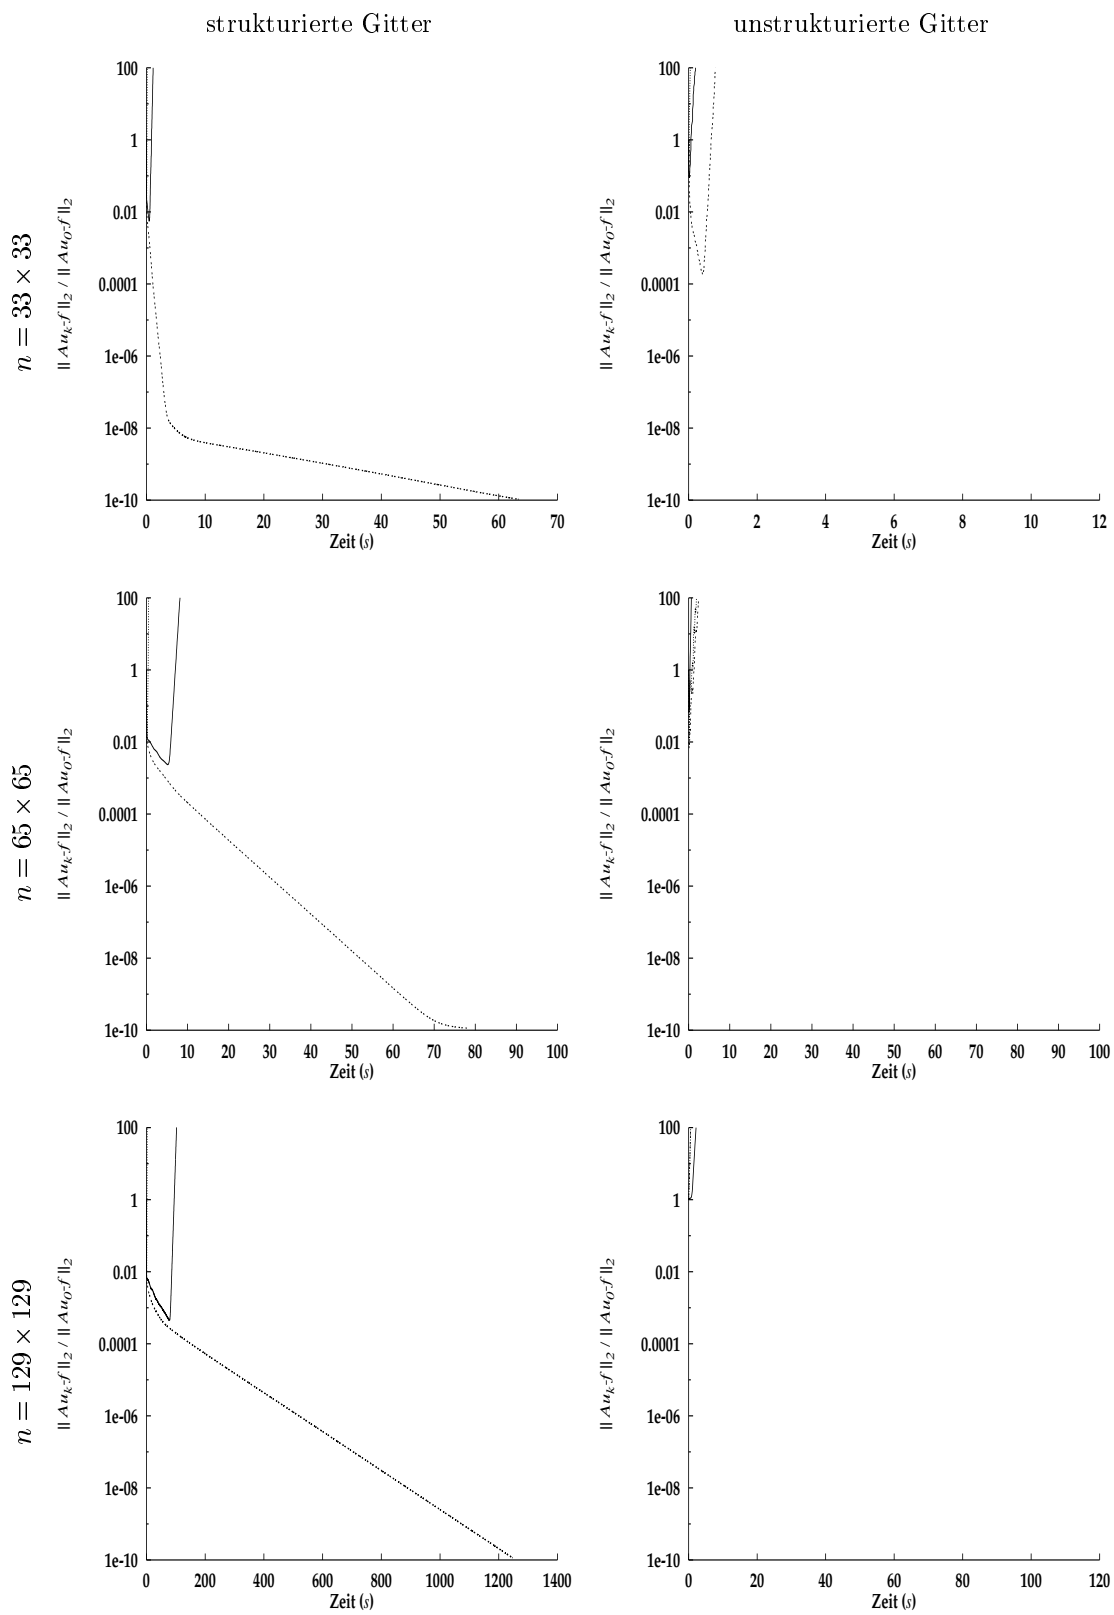 strukturierte Gitter
unstrukturierte Gitter
n = 33 × 33
|| Au_k-f ||_2 / || Au_0-f ||_2
100
1
0.01
0.0001
1e-06
1e-08
1e-10
0 10 20 30 40 50 60 70
Zeit (s)
|| Au_k-f ||_2 / || Au_0-f ||_2
100
1
0.01
0.0001
1e-06
1e-08
1e-10
0 2 4 6 8 10 12
Zeit (s)
n = 65 × 65
|| Au_k-f ||_2 / || Au_0-f ||_2
100
1
0.01
0.0001
1e-06
1e-08
1e-10
0 10 20 30 40 50 60 70 80 90 100
Zeit (s)
|| Au_k-f ||_2 / || Au_0-f ||_2
100
1
0.01
0.0001
1e-06
1e-08
1e-10
0 10 20 30 40 50 60 70 80 90 100
Zeit (s)
n = 129 × 129
|| Au_k-f ||_2 / || Au_0-f ||_2
100
1
0.01
0.0001
1e-06
1e-08
1e-10
0 200 400 600 800 1000 1200 1400
Zeit (s)
|| Au_k-f ||_2 / || Au_0-f ||_2
100
1
0.01
0.0001
1e-06
1e-08
1e-10
0 20 40 60 80 100 120
Zeit (s)